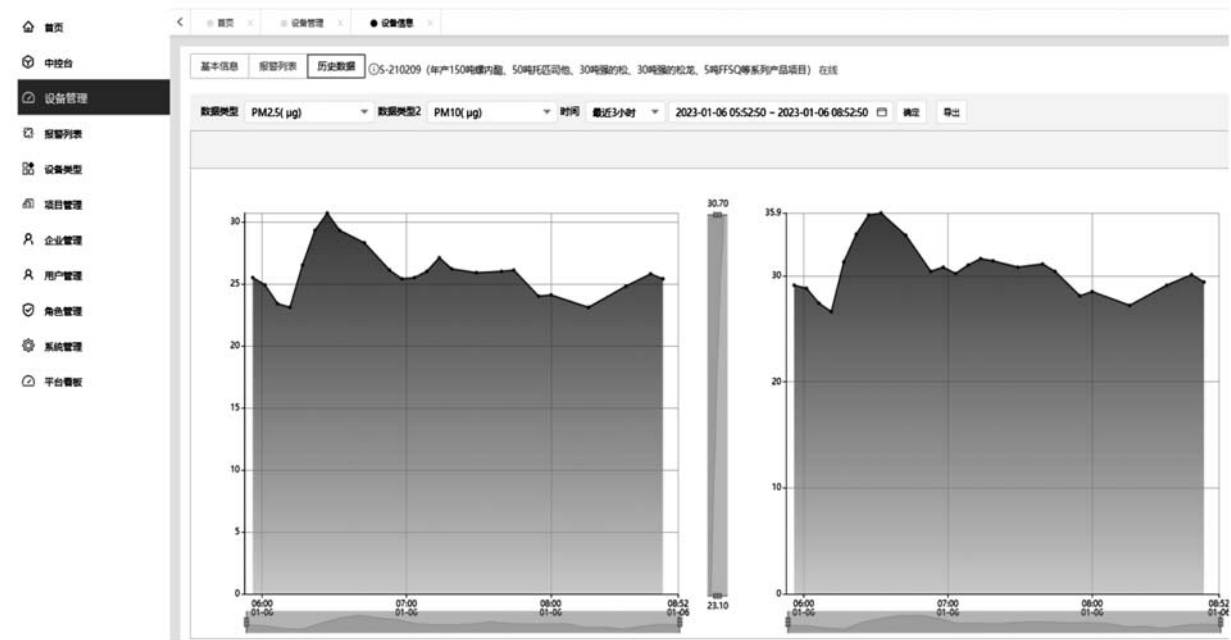 首页
中控台
设备管理
报警列表
设备类型
项目管理
企业管理
用户管理
角色管理
系统管理
平台看板
首页 × 设备管理 × 设备信息 ×
基本信息 报警列表 历史数据 S-210209（年产150吨螺内酯、50吨托匹司他、30吨强的松、30吨强的松龙、5吨FFSQ等系列产品项目） 在线
数据类型 PM2.5( μg) 数据类型2 PM10( μg) 时间 最近3小时 2023-01-06 05:52:50 ~ 2023-01-06 08:52:50 确定 导出
30
25
20
15
10
5
0
06:00 07:00 08:00 08:52
01-06 01-06 01-06 01-06
30.70
23.10
35.9
30
20
10
0
06:00 07:00 08:00 08:52
01-06 01-06 01-06 01-06